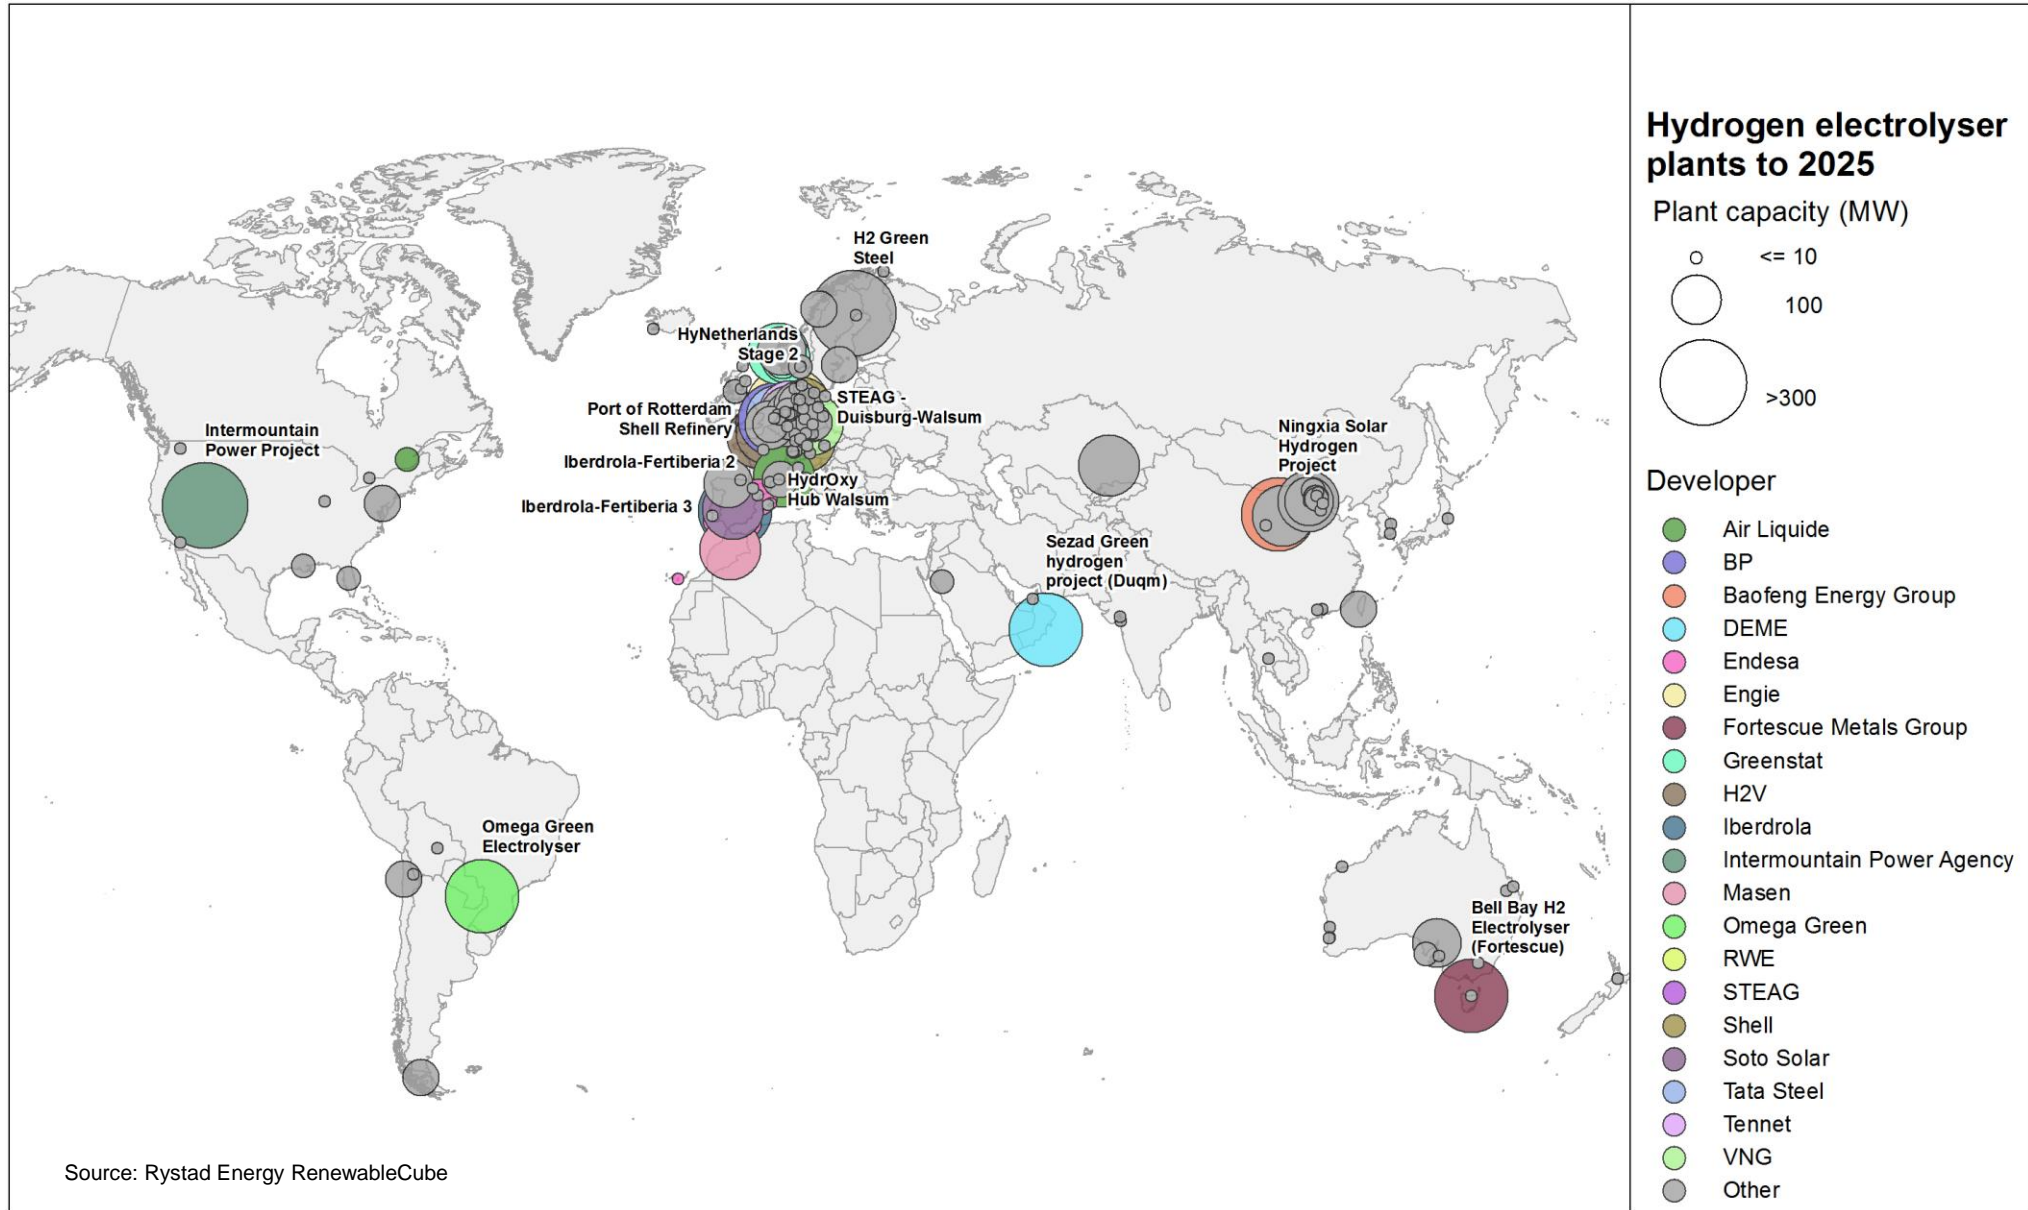 Hydrogen electrolyser
plants to 2025
Plant capacity (MW)
<= 10
100
>300
Developer
Air Liquide
BP
Baofeng Energy Group
DEME
Endesa
Engie
Fortescue Metals Group
Greenstat
H2V
Iberdrola
Intermountain Power Agency
Masen
Omega Green
RWE
STEAG
Shell
Soto Solar
Tata Steel
Tennet
VNG
Other
H2 Green
Steel
HyNetherlands
Stage 2
STEAG -
Duisburg-Walsum
Port of Rotterdam
Shell Refinery
Intermountain
Power Project
Iberdrola-Fertiberia 2
HydrOxy
Hub Walsum
Iberdrola-Fertiberia 3
Ningxia Solar
Hydrogen
Project
Sezad Green
hydrogen
project (Duqm)
Omega Green
Electrolyser
Bell Bay H2
Electrolyser
(Fortescue)
Source: Rystad Energy RenewableCube